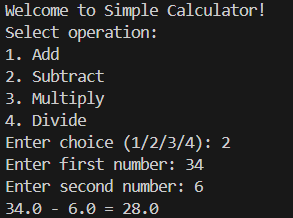 Welcome to Simple Calculator!
Select operation:
1. Add
2. Subtract
3. Multiply
4. Divide
Enter choice (1/2/3/4): 2
Enter first number: 34
Enter second number: 6
34.0 - 6.0 = 28.0